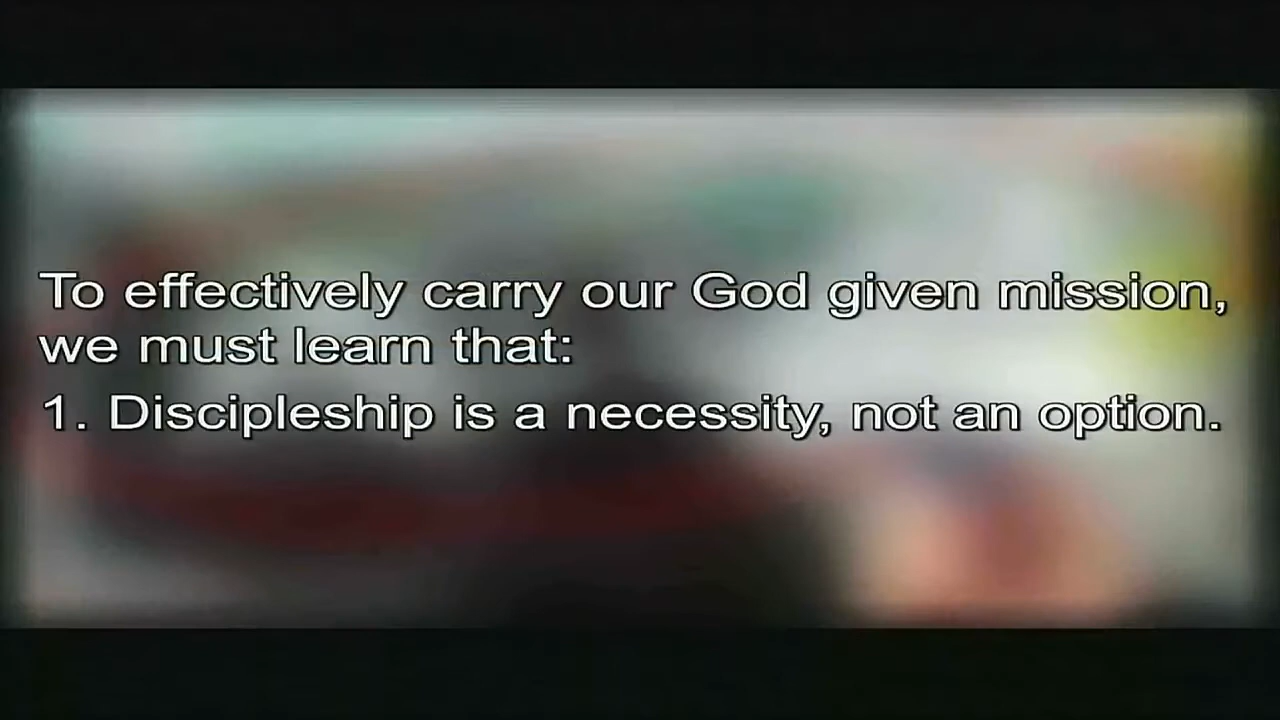 To effectively carry our God given mission,
we must learn that:
1. Discipleship is a necessity, not an option.